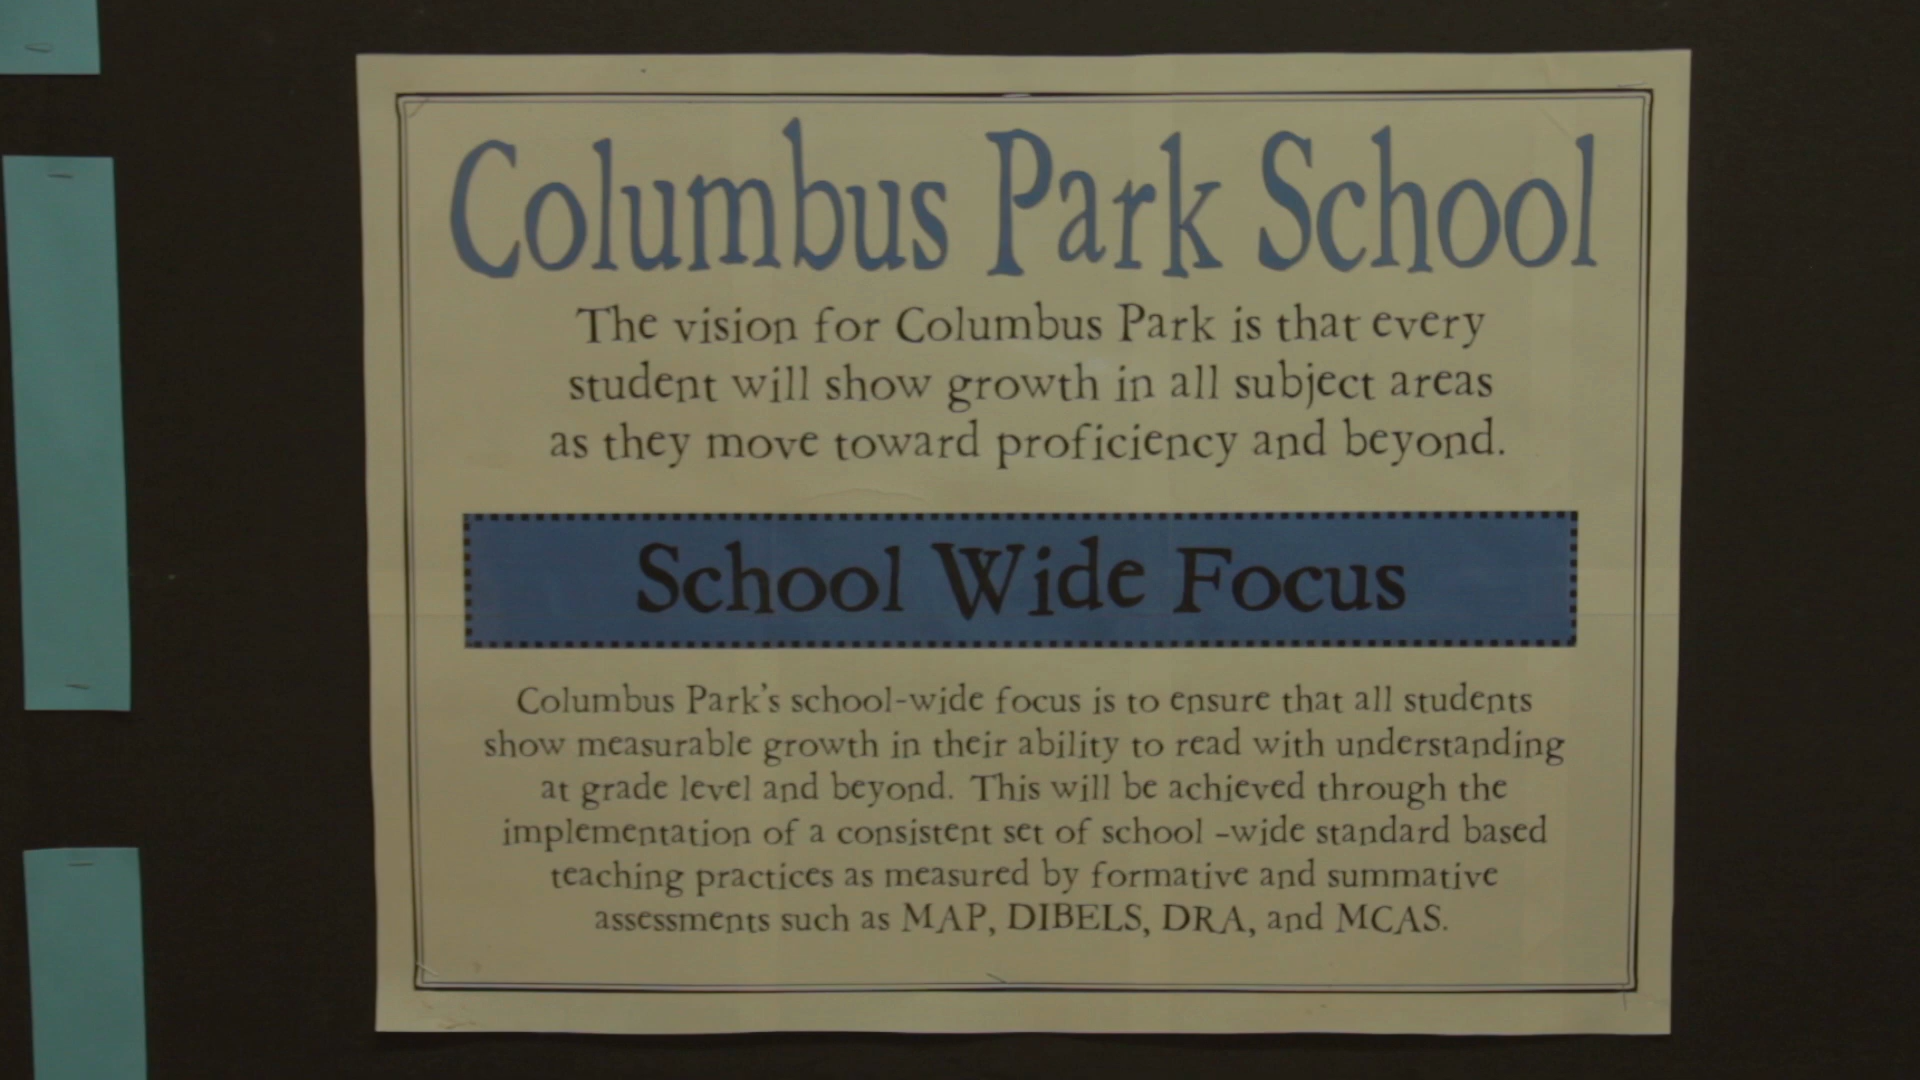 Columbus Park School
The vision for Columbus Park is that every
student will show growth in all subject areas
as they move toward proficiency and beyond.
School Wide Focus
Columbus Park's school-wide focus is to ensure that all students
show measurable growth in their ability to read with understanding
at grade level and beyond. This will be achieved through the
implementation of a consistent set of school -wide standard based
teaching practices as measured by formative and summative
assessments such as MAP, DIBELS, DRA, and MCAS.